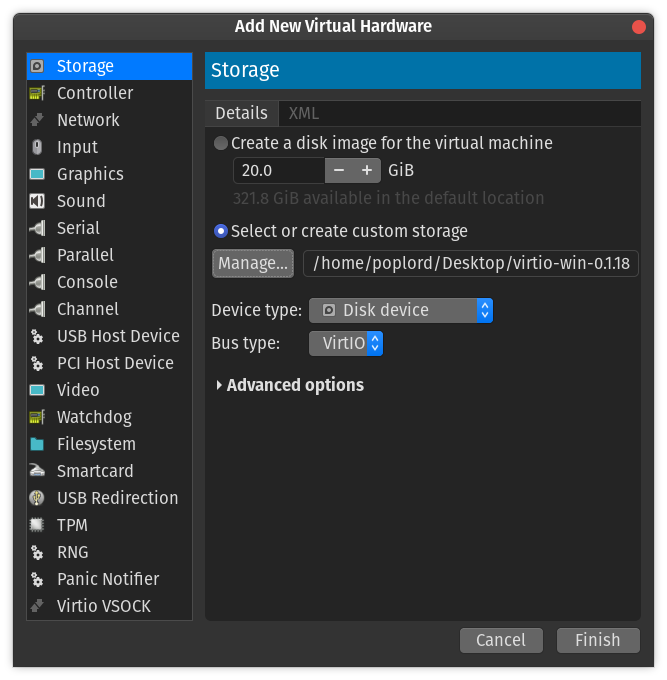 Add New Virtual Hardware
Storage
Controller
Network
Input
Graphics
Sound
Serial
Parallel
Console
Channel
USB Host Device
PCI Host Device
Video
Watchdog
Filesystem
Smartcard
USB Redirection
TPM
RNG
Panic Notifier
Virtio VSOCK
Storage
Details XML
Create a disk image for the virtual machine
20.0 − + GiB
321.8 GiB available in the default location
Select or create custom storage
Manage... /home/poplord/Desktop/virtio-win-0.1.18
Device type: Disk device
Bus type: VirtIO
Advanced options
Cancel Finish